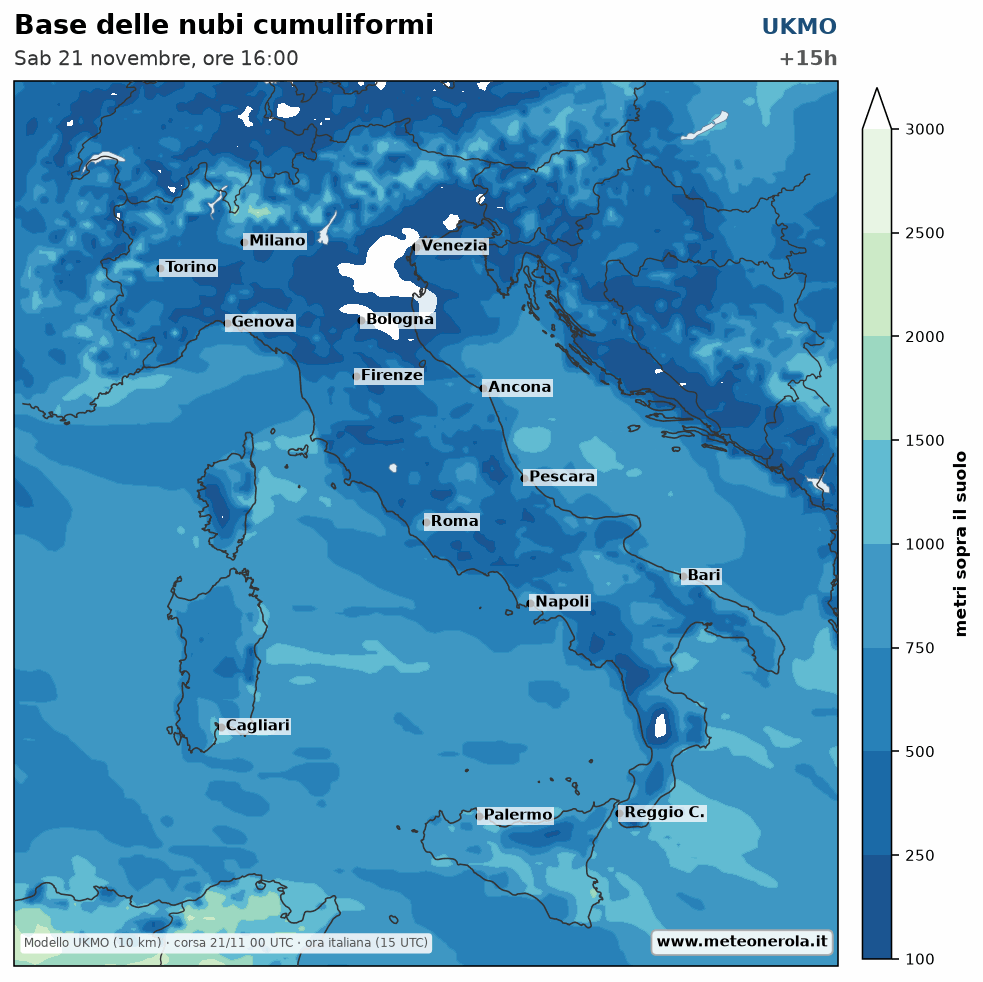 Base delle nubi cumuliformi
UKMO
Sab 21 novembre, ore 16:00
+15h
Milano
Venezia
Torino
Genova
Bologna
Firenze
Ancona
Pescara
Roma
Bari
Napoli
Cagliari
Palermo
Reggio C.
3000
2500
2000
1500
1000
750
500
250
100
metri sopra il suolo
Modello UKMO (10 km) · corsa 21/11 00 UTC · ora italiana (15 UTC)
www.meteonerola.it